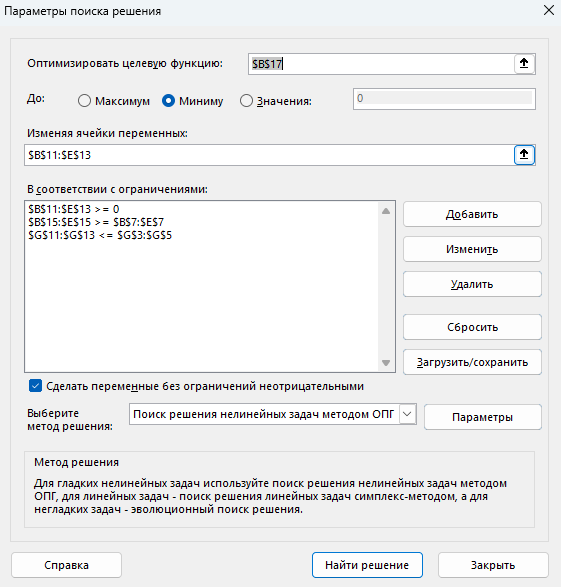 Параметры поиска решения
Оптимизировать целевую функцию: $B$17
До: Максимум Миниму Значения: 0
Изменяя ячейки переменных:
$B$11:$E$13
В соответствии с ограничениями:
$B$11:$E$13 >= 0
$B$15:$E$15 >= $B$7:$E$7
$G$11:$G$13 <= $G$3:$G$5
Добавить
Изменить
Удалить
Сбросить
Загрузить/сохранить
Сделать переменные без ограничений неотрицательными
Выберите
метод решения:
Поиск решения нелинейных задач методом ОПГ
Параметры
Метод решения
Для гладких нелинейных задач используйте поиск решения нелинейных задач методом
ОПГ, для линейных задач - поиск решения линейных задач симплекс-методом, а для
негладких задач - эволюционный поиск решения.
Справка Найти решение Закрыть